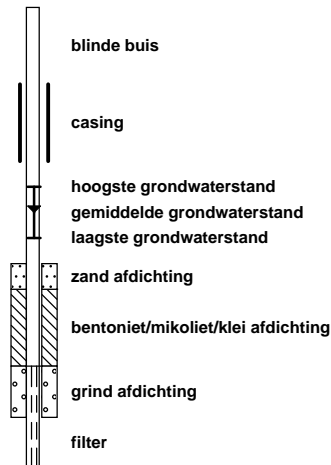 blinde buis
casing
hoogste grondwaterstand
gemiddelde grondwaterstand
laagste grondwaterstand
zand afdichting
bentoniet/mikoliet/klei afdichting
grind afdichting
filter